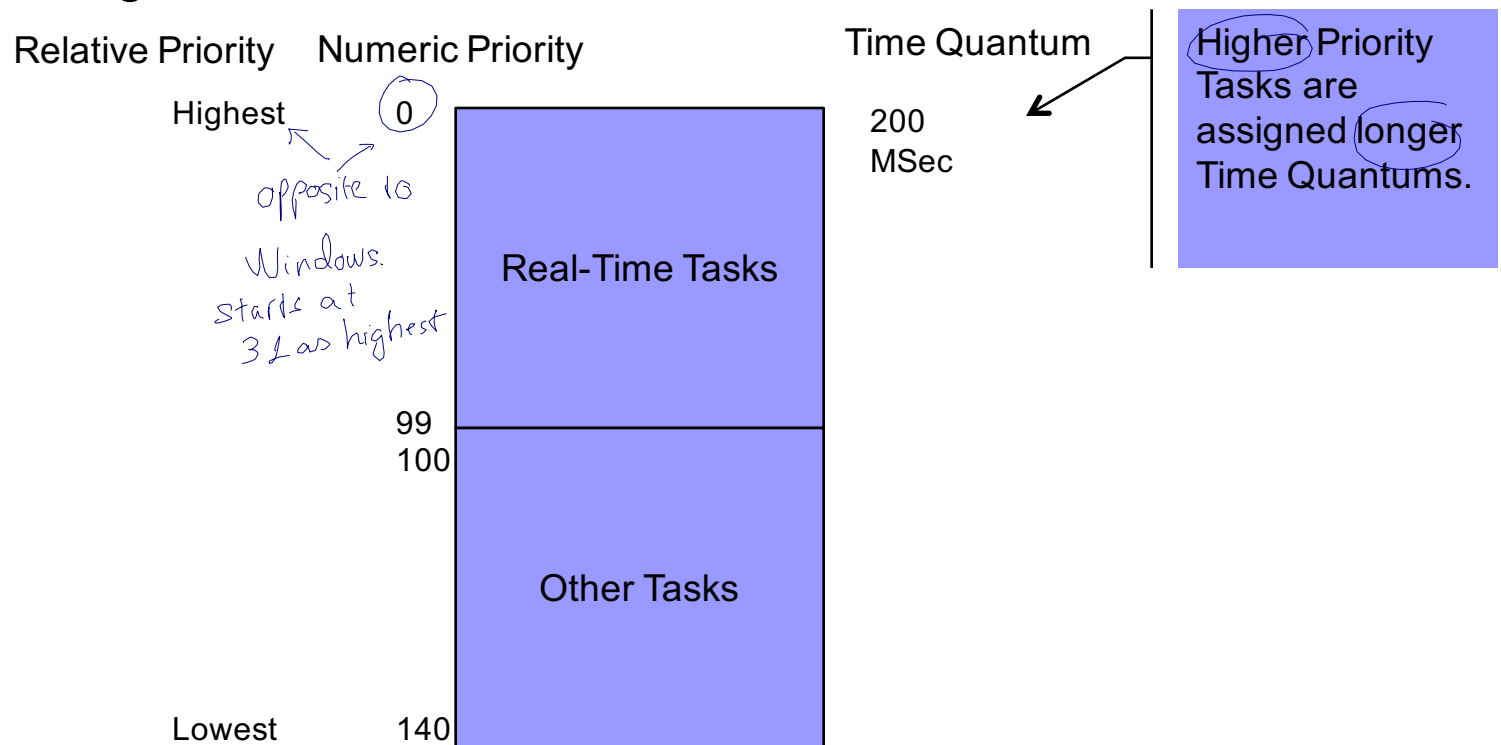 Relative Priority Numeric Priority Time Quantum
Highest 0
200
MSec
Higher Priority
Tasks are
assigned longer
Time Quantums.
opposite to
Windows.
starts at
31 as highest
Real-Time Tasks
99
100
Other Tasks
Lowest 140